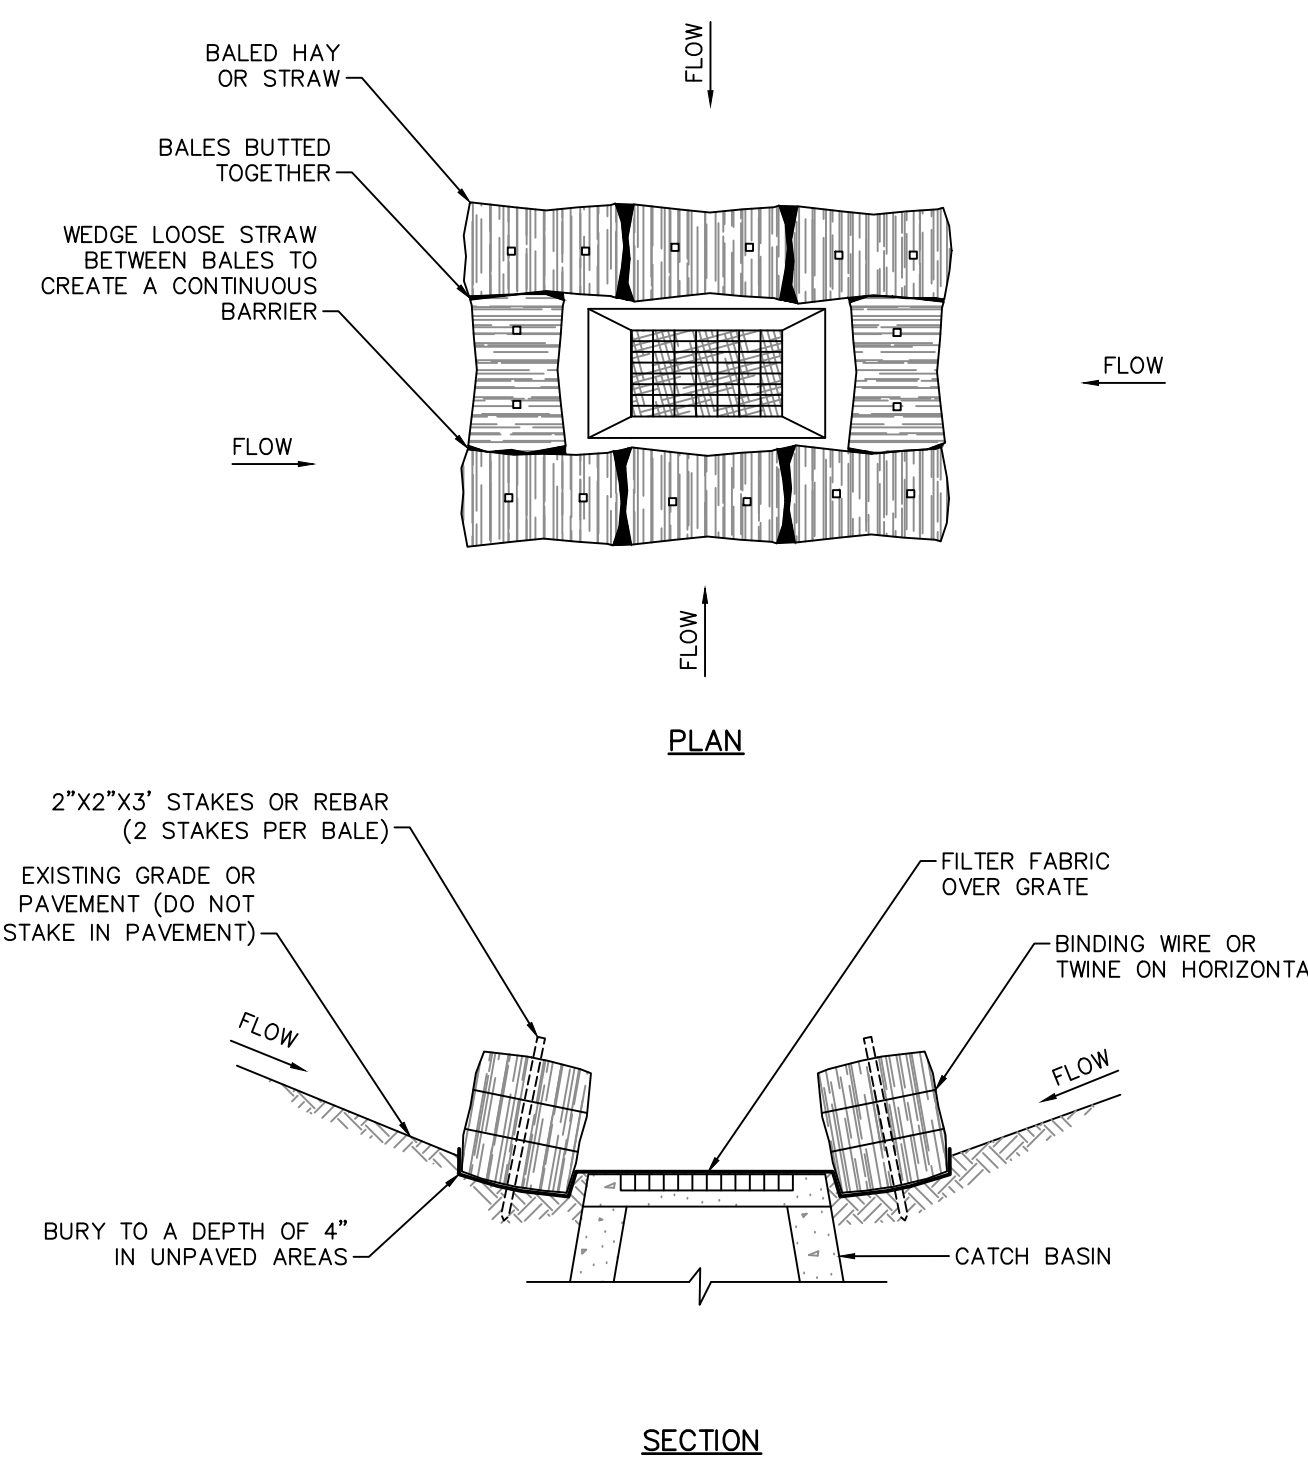 FLOW
BALED HAY
OR STRAW
BALES BUTTED
TOGETHER
WEDGE LOOSE STRAW
BETWEEN BALES TO
CREATE A CONTINUOUS
BARRIER
FLOW
FLOW
FLOW
PLAN
2"X2"X3' STAKES OR REBAR
(2 STAKES PER BALE)
EXISTING GRADE OR
PAVEMENT (DO NOT
STAKE IN PAVEMENT)
FILTER FABRIC
OVER GRATE
BINDING WIRE OR
TWINE ON HORIZONTA
FLOW
FLOW
BURY TO A DEPTH OF 4"
IN UNPAVED AREAS
CATCH BASIN
SECTION